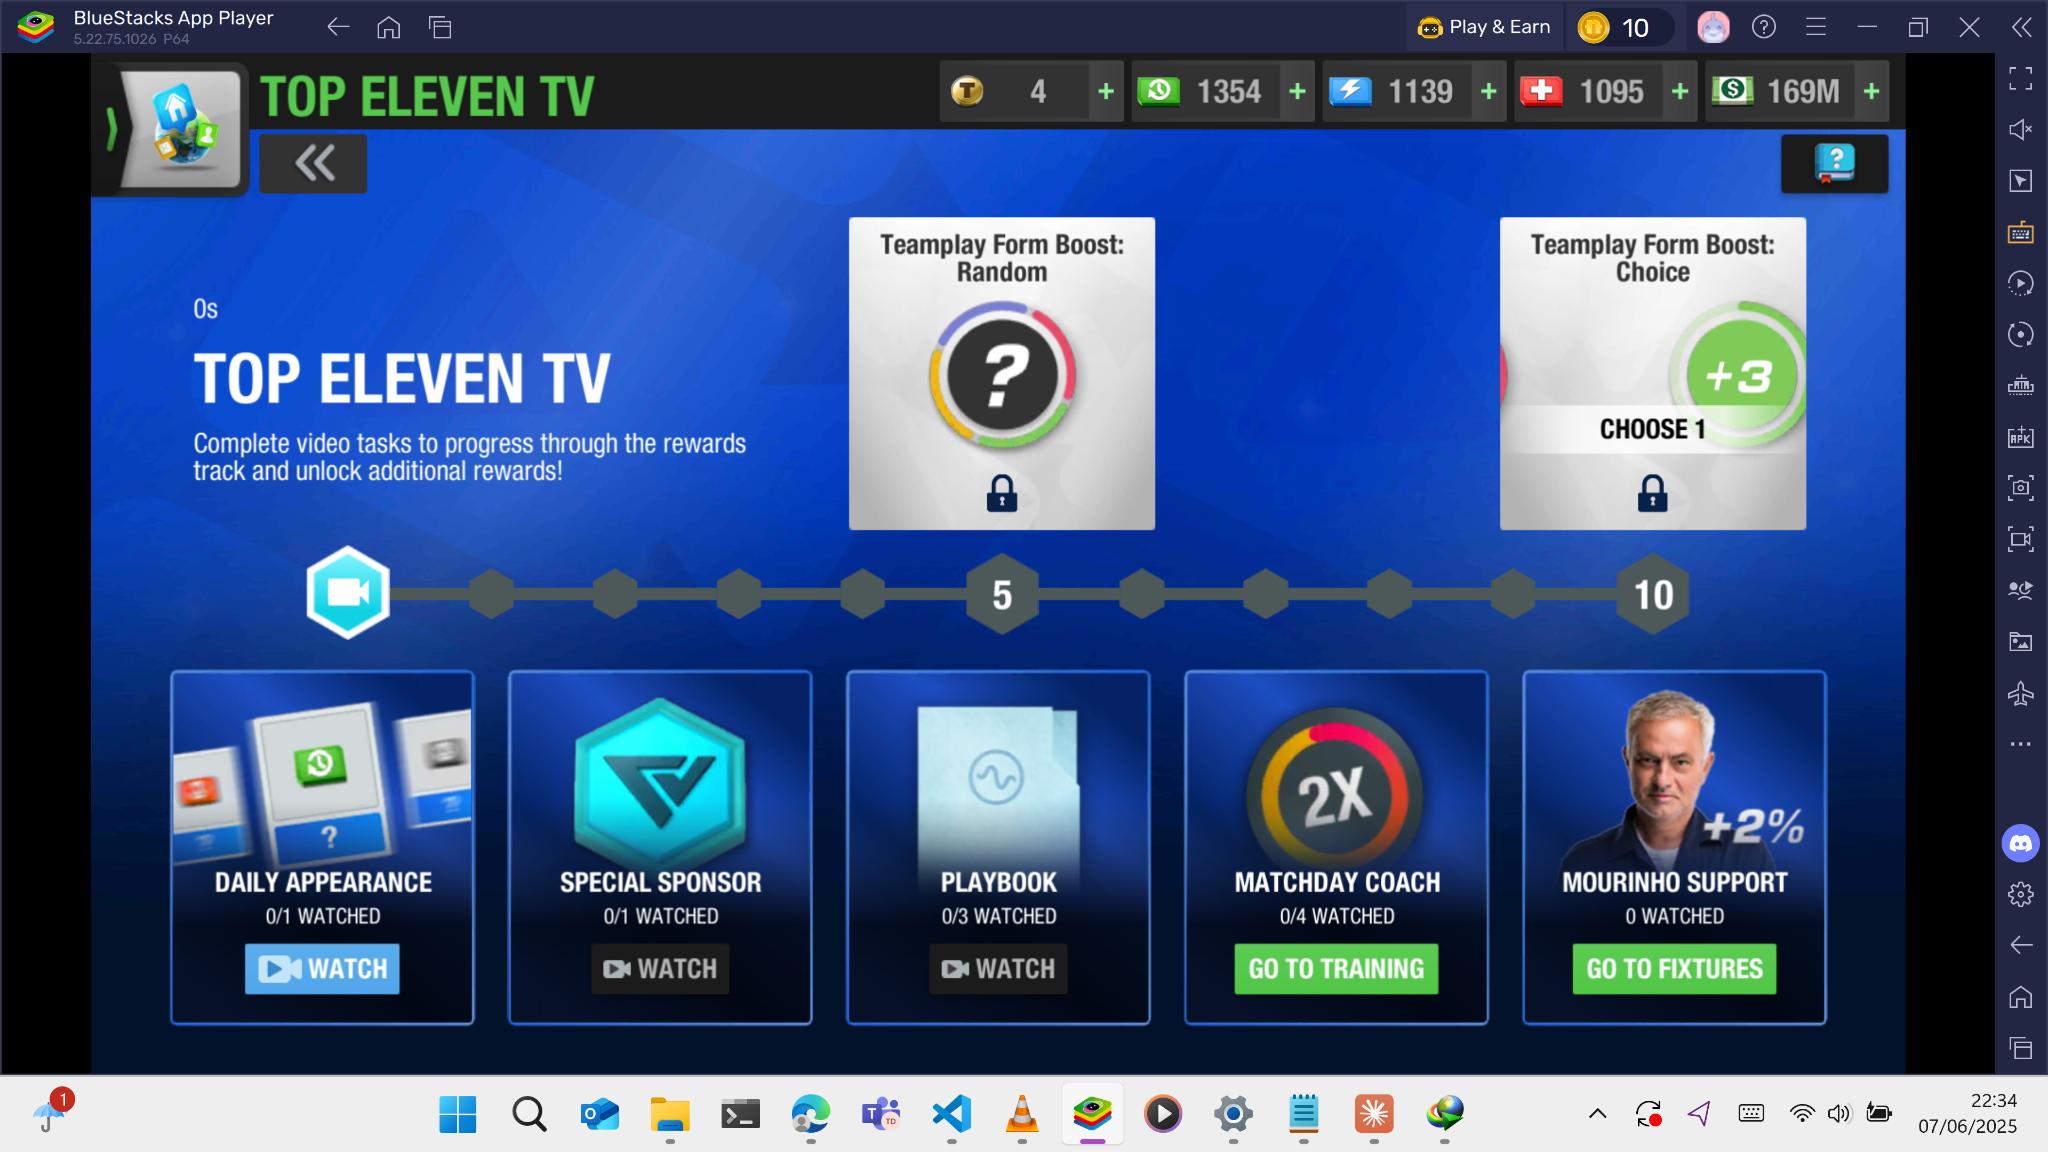 BlueStacks App Player
5.22.75.1026 P64
Play & Earn
10
TOP ELEVEN TV
4
+
1354
+
1139
+
1095
+
169M
+
?
Teamplay Form Boost:
Random
?
Teamplay Form Boost:
Choice
+3
CHOOSE 1
0s
TOP ELEVEN TV
Complete video tasks to progress through the rewards
track and unlock additional rewards!
5
10
?
DAILY APPEARANCE
0/1 WATCHED
WATCH
SPECIAL SPONSOR
0/1 WATCHED
WATCH
PLAYBOOK
0/3 WATCHED
WATCH
2X
MATCHDAY COACH
0/4 WATCHED
GO TO TRAINING
+2%
MOURINHO SUPPORT
0 WATCHED
GO TO FIXTURES
APK
1
TD
22:34
07/06/2025